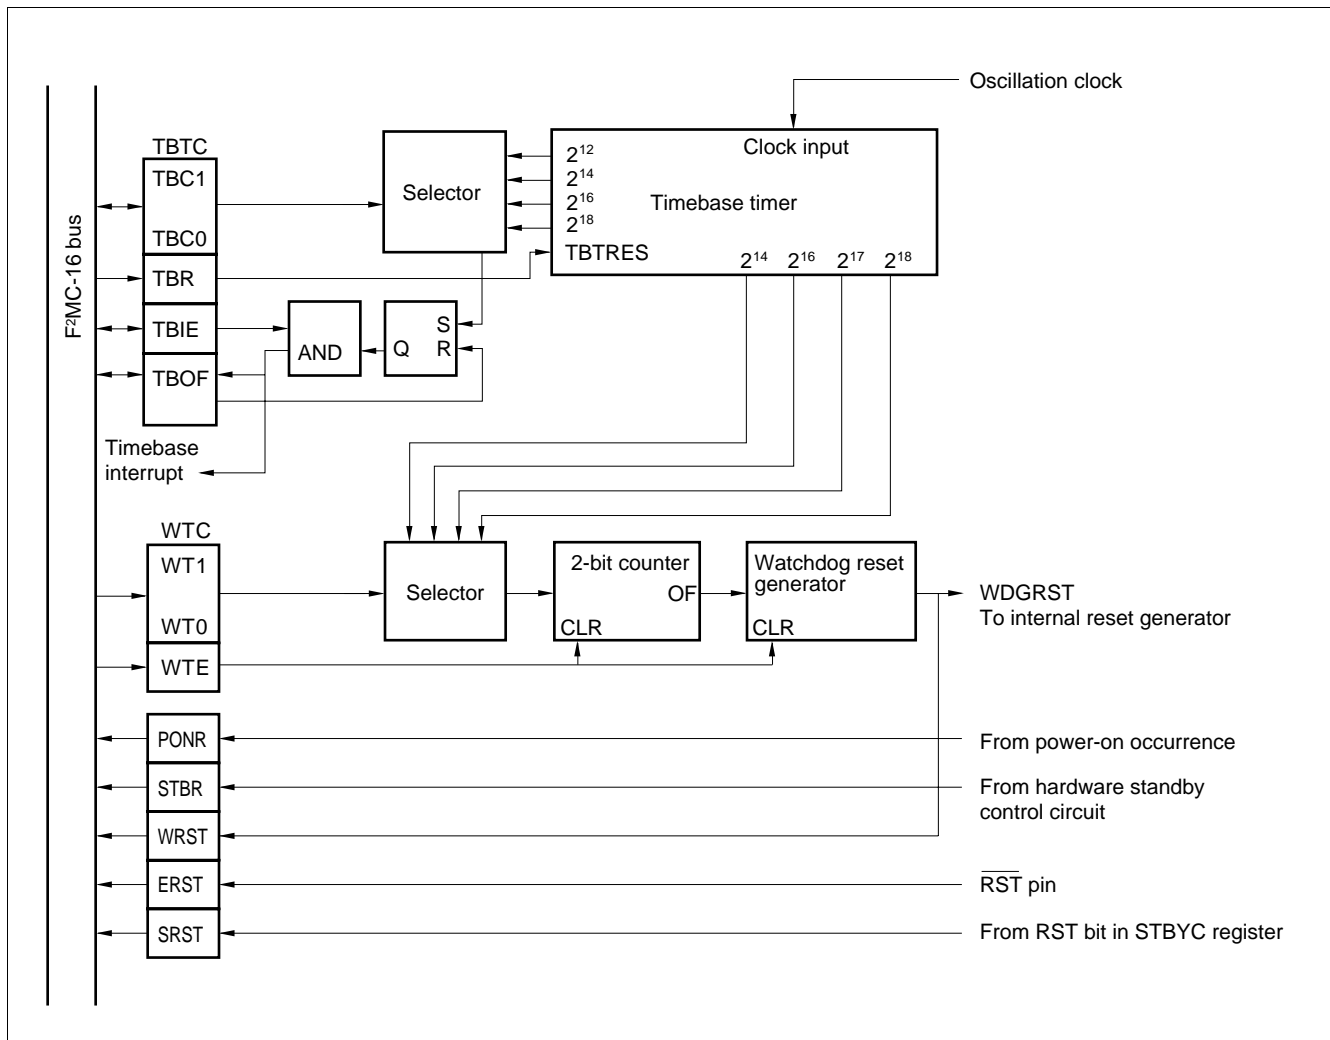 Oscillation clock
TBTC
TBC1
TBC0
TBR
TBIE
TBOF
F²MC-16 bus
Selector
2¹²
2¹⁴
2¹⁶
2¹⁸
TBTRES
Clock input
Timebase timer
2¹⁴ 2¹⁶ 2¹⁷ 2¹⁸
AND
S
Q R
Timebase
interrupt
WTC
WT1
WT0
WTE
Selector
2-bit counter
OF
CLR
Watchdog reset
generator
CLR
WDGRST
To internal reset generator
PONR
From power-on occurrence
STBR
From hardware standby
control circuit
WRST
ERST
RST pin
SRST
From RST bit in STBYC register